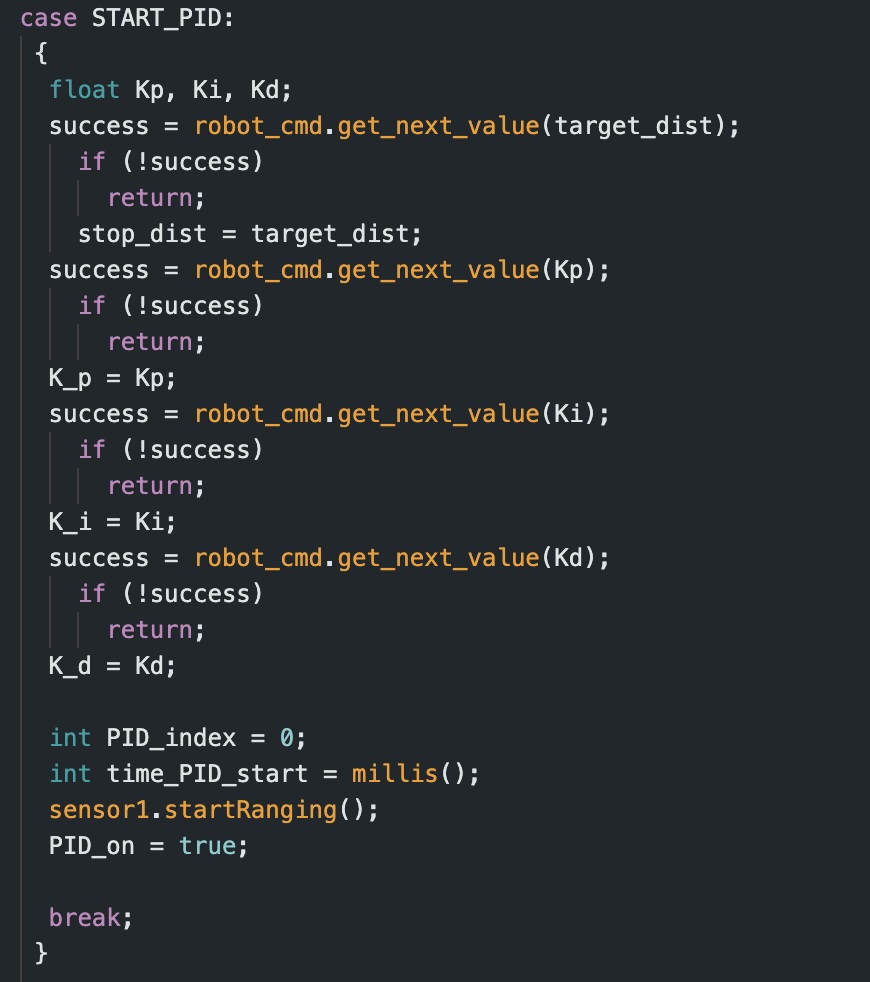 case START_PID:
{
float Kp, Ki, Kd;
success = robot_cmd.get_next_value(target_dist);
if (!success)
return;
stop_dist = target_dist;
success = robot_cmd.get_next_value(Kp);
if (!success)
return;
K_p = Kp;
success = robot_cmd.get_next_value(Ki);
if (!success)
return;
K_i = Ki;
success = robot_cmd.get_next_value(Kd);
if (!success)
return;
K_d = Kd;
int PID_index = 0;
int time_PID_start = millis();
sensor1.startRanging();
PID_on = true;
break;
}